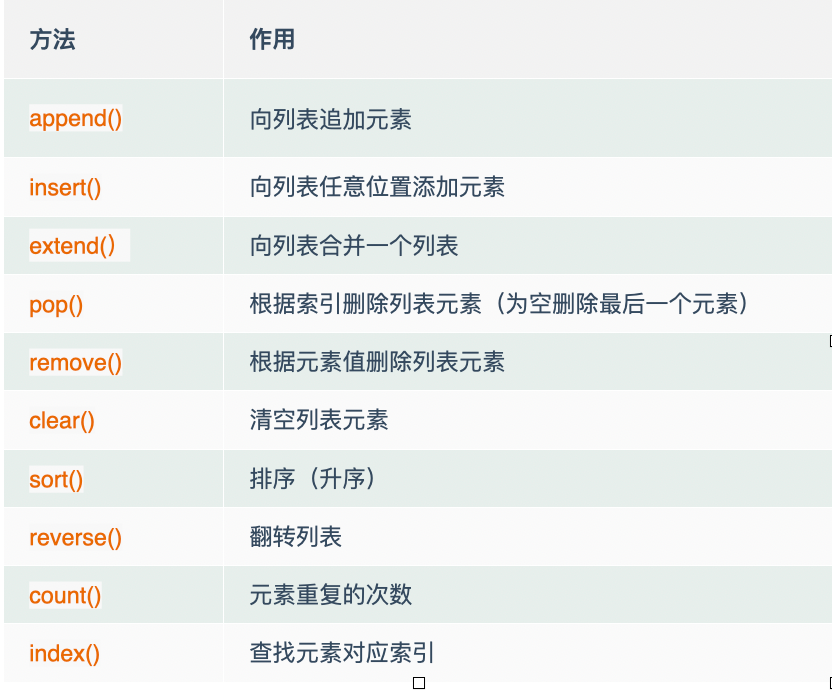 方法 作用
append() 向列表追加元素
insert() 向列表任意位置添加元素
extend()  向列表合并一个列表
pop() 根据索引删除列表元素（为空删除最后一个元素）
remove() 根据元素值删除列表元素
clear() 清空列表元素
sort() 排序（升序）
reverse() 翻转列表
count() 元素重复的次数
index() 查找元素对应索引